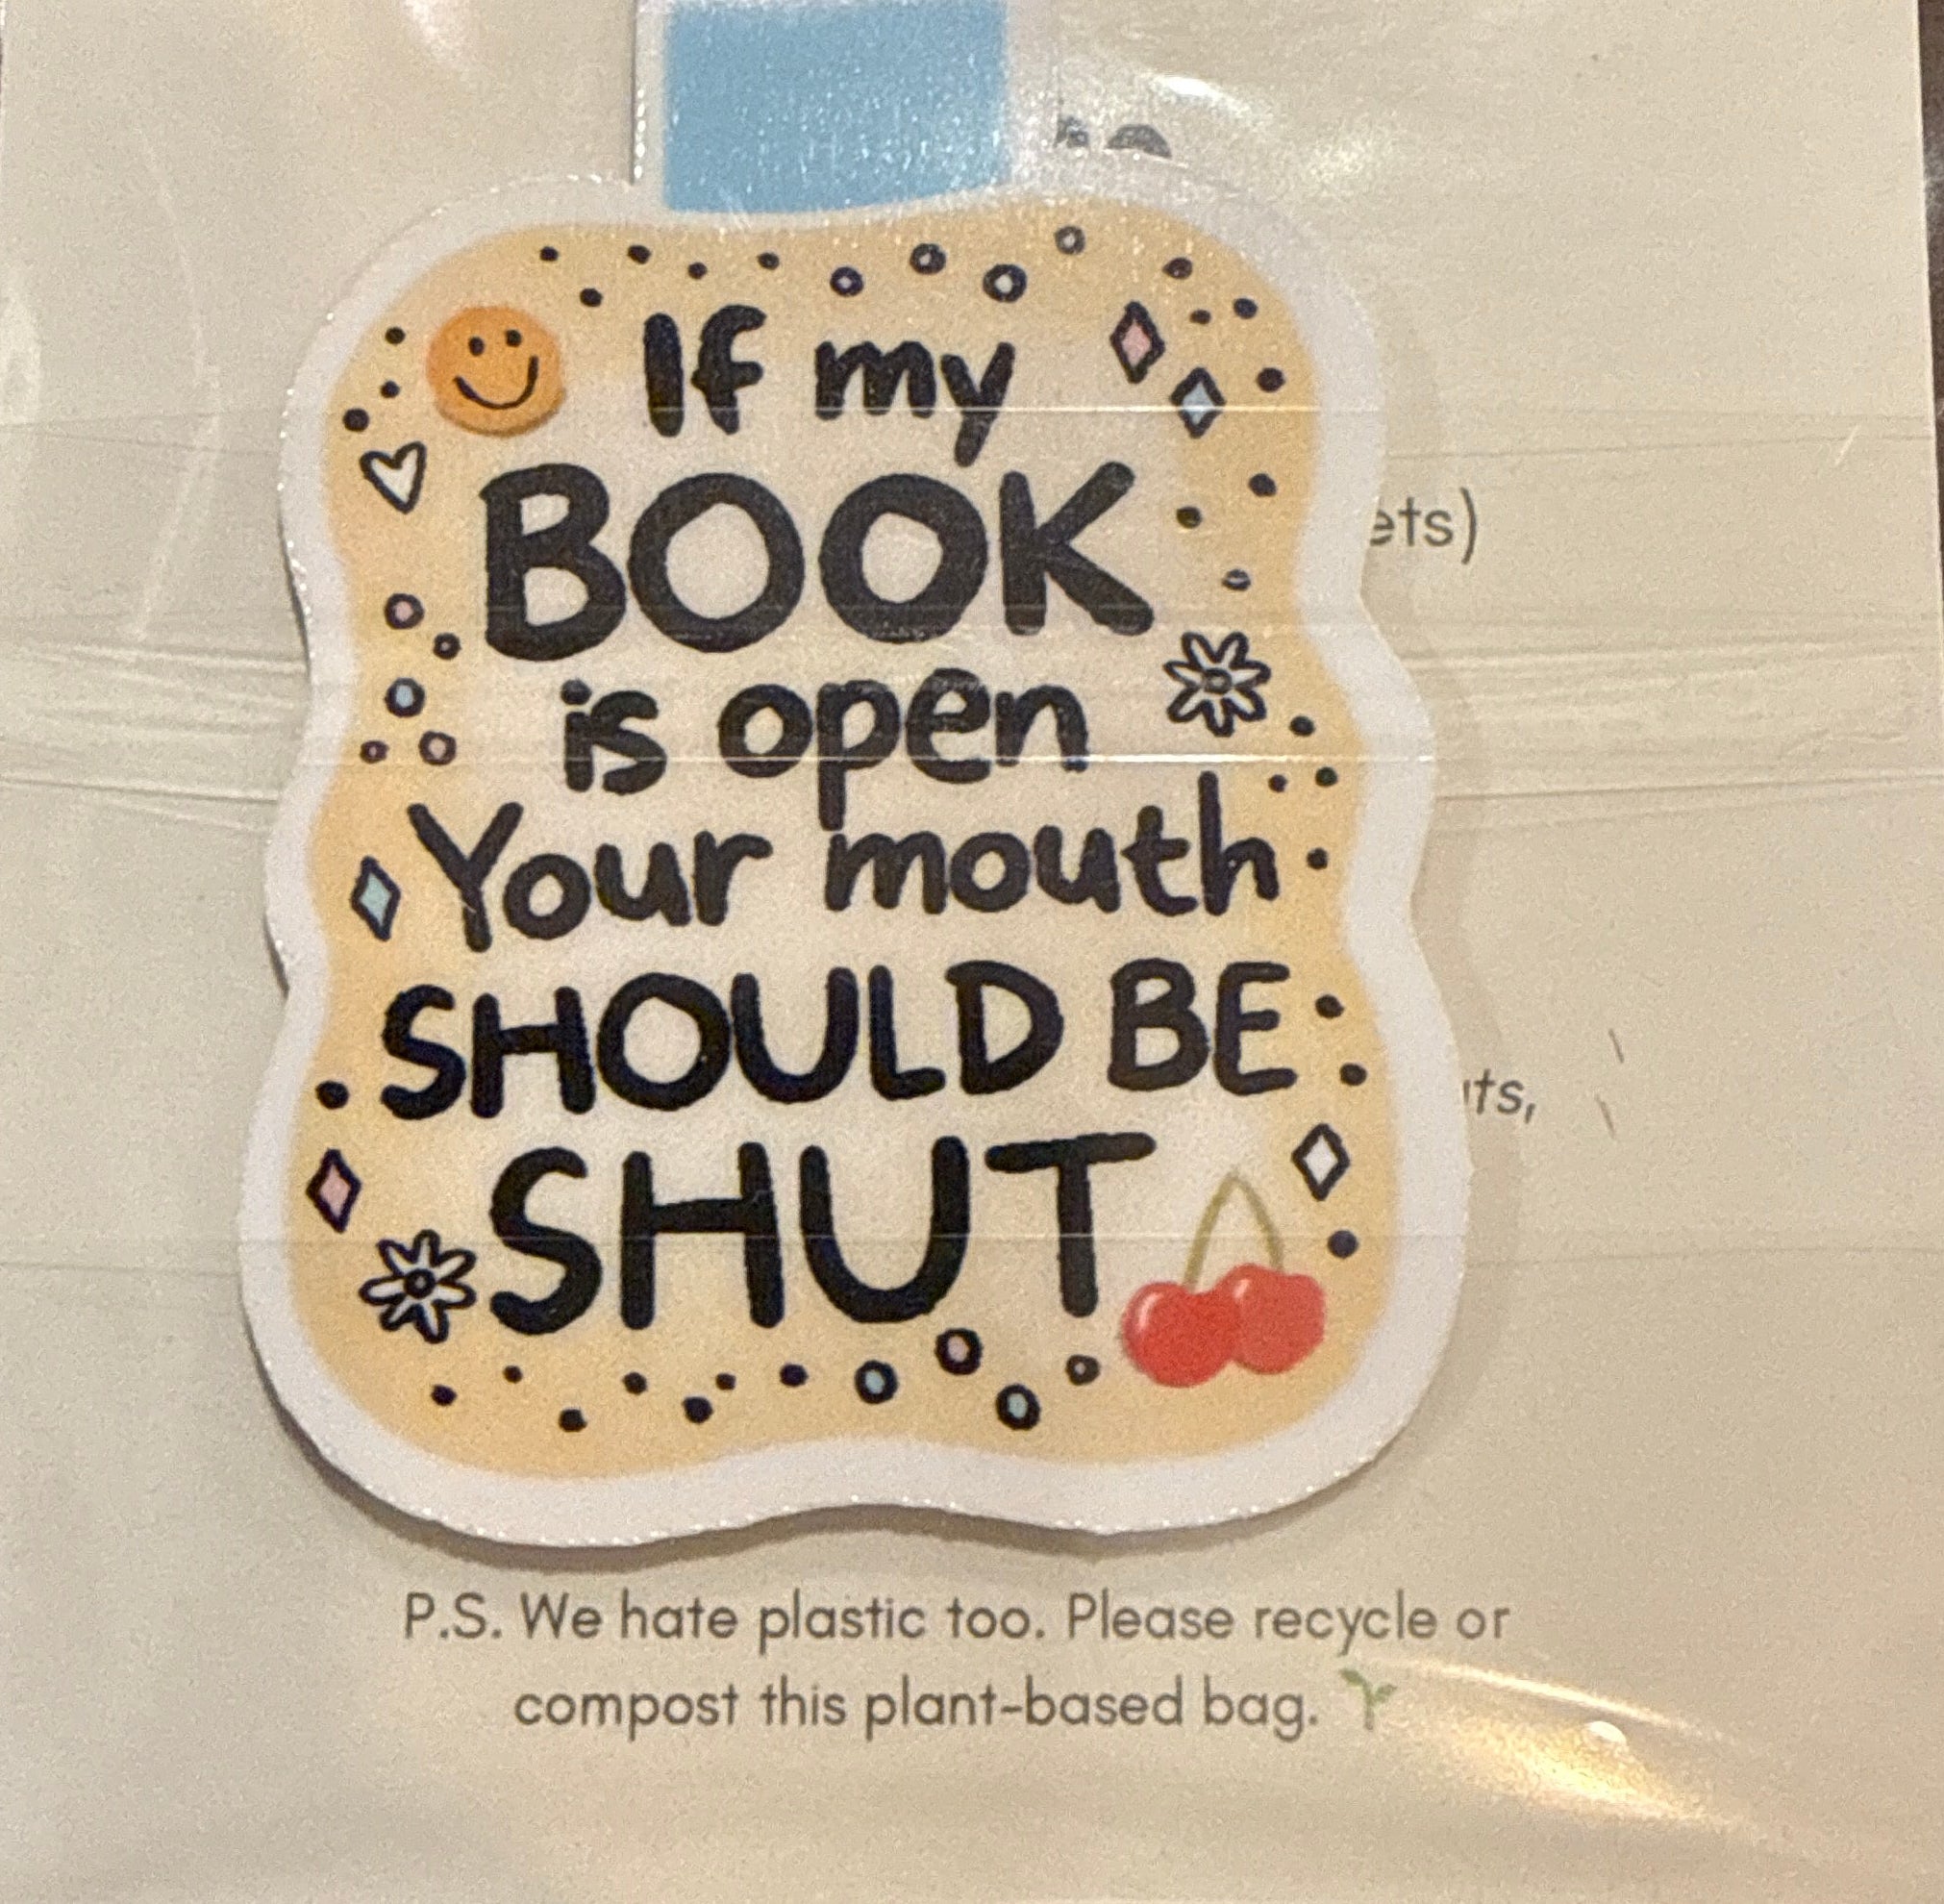 If my
BOOK
is open
Your mouth
SHOULD BE
SHUT
P.S. We hate plastic too. Please recycle or
compost this plant-based bag.